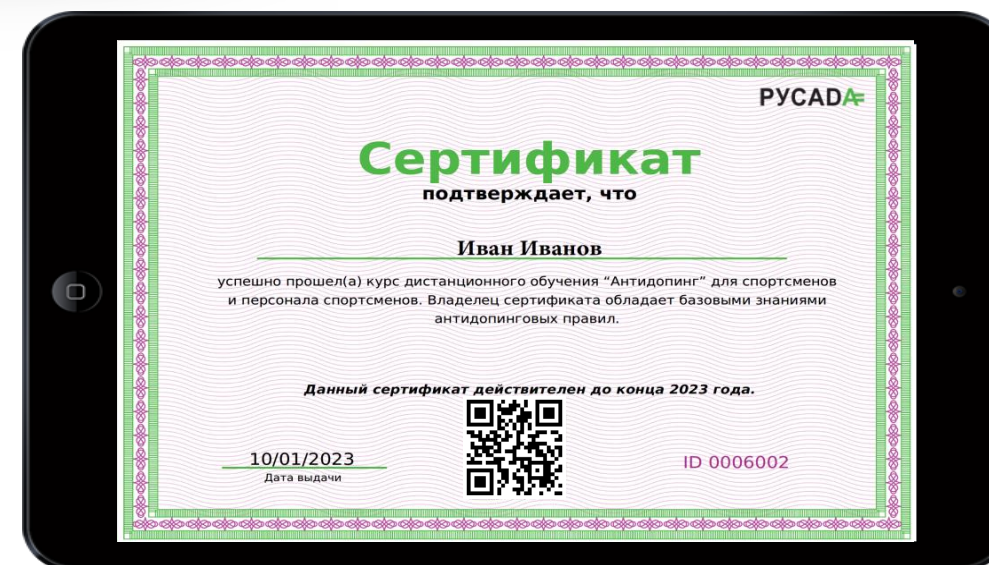 РУСАДА
Сертификат
подтверждает, что
Иван Иванов
успешно прошел(а) курс дистанционного обучения “Антидопинг” для спортсменов
и персонала спортсменов. Владелец сертификата обладает базовыми знаниями
антидопинговых правил.
Данный сертификат действителен до конца 2023 года.
10/01/2023
Дата выдачи
ID 0006002